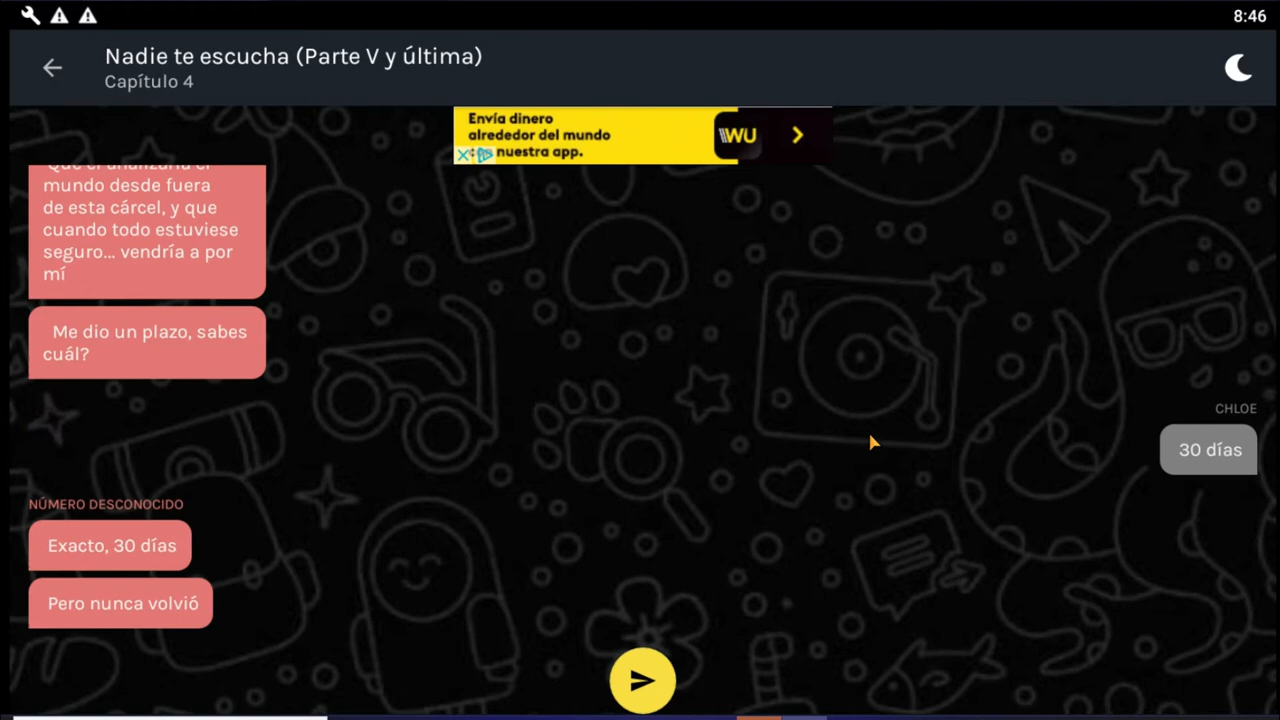 8:46
Nadie te escucha (Parte V y última)
Capítulo 4
Envía dinero
alrededor del mundo
nuestra app.
WU
mundo desde fuera
de esta cárcel, y que
cuando todo estuviese
seguro... vendría a por
mí
Me dio un plazo, sabes
cuál?
CHLOE
30 días
NÚMERO DESCONOCIDO
Exacto, 30 días
Pero nunca volvió